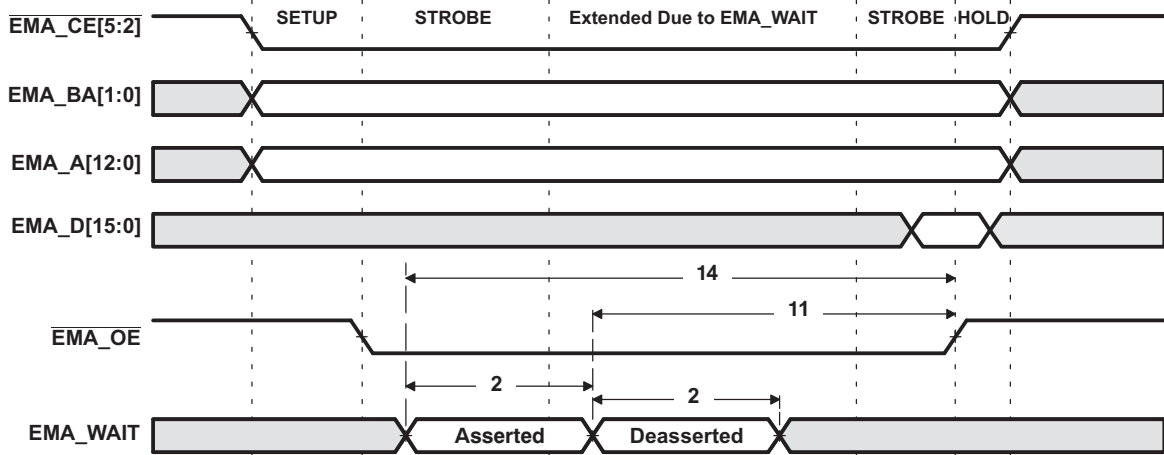 SETUP STROBE Extended Due to EMA_WAIT STROBE HOLD
EMA_CE[5:2]
EMA_BA[1:0]
EMA_A[12:0]
EMA_D[15:0]
14
11
EMA_OE
2
2
EMA_WAIT Asserted Deasserted